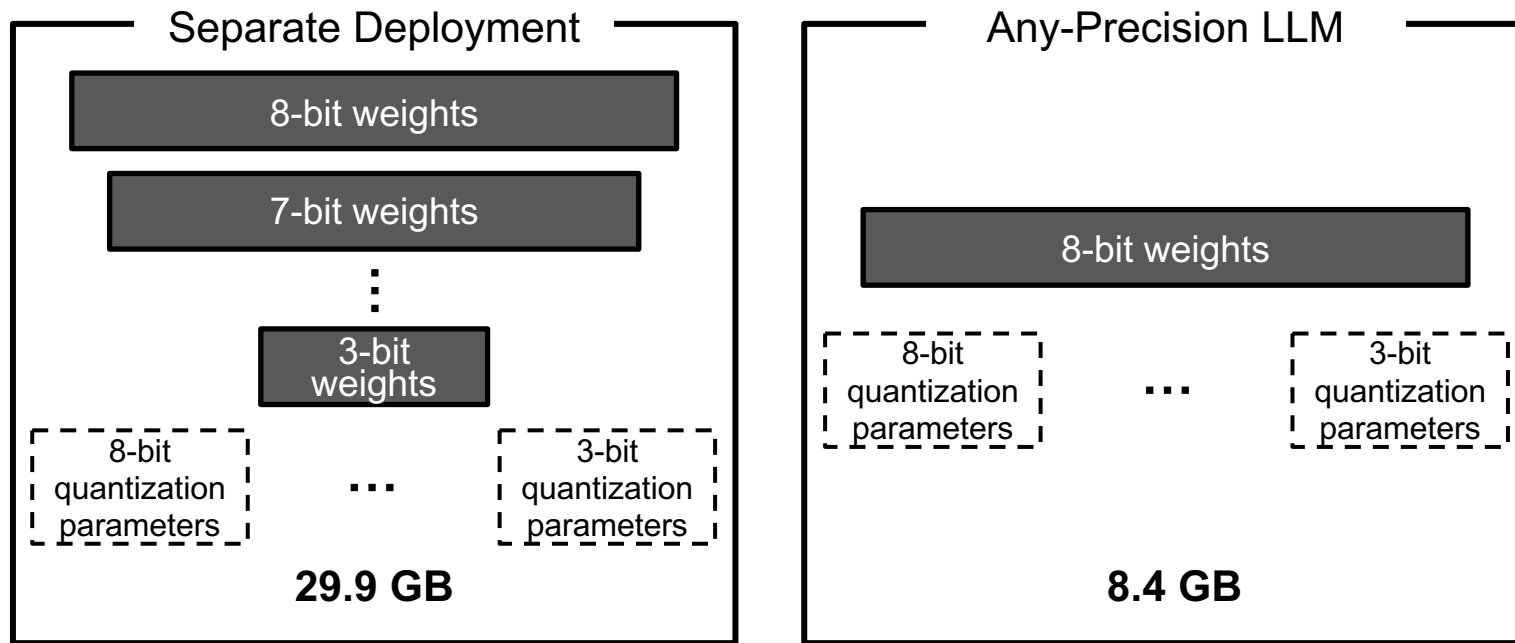 Separate Deployment
8-bit weights
7-bit weights
⋮
3-bit
weights
8-bit
quantization
parameters
...
3-bit
quantization
parameters
29.9 GB
Any-Precision LLM
8-bit weights
8-bit
quantization
parameters
...
3-bit
quantization
parameters
8.4 GB